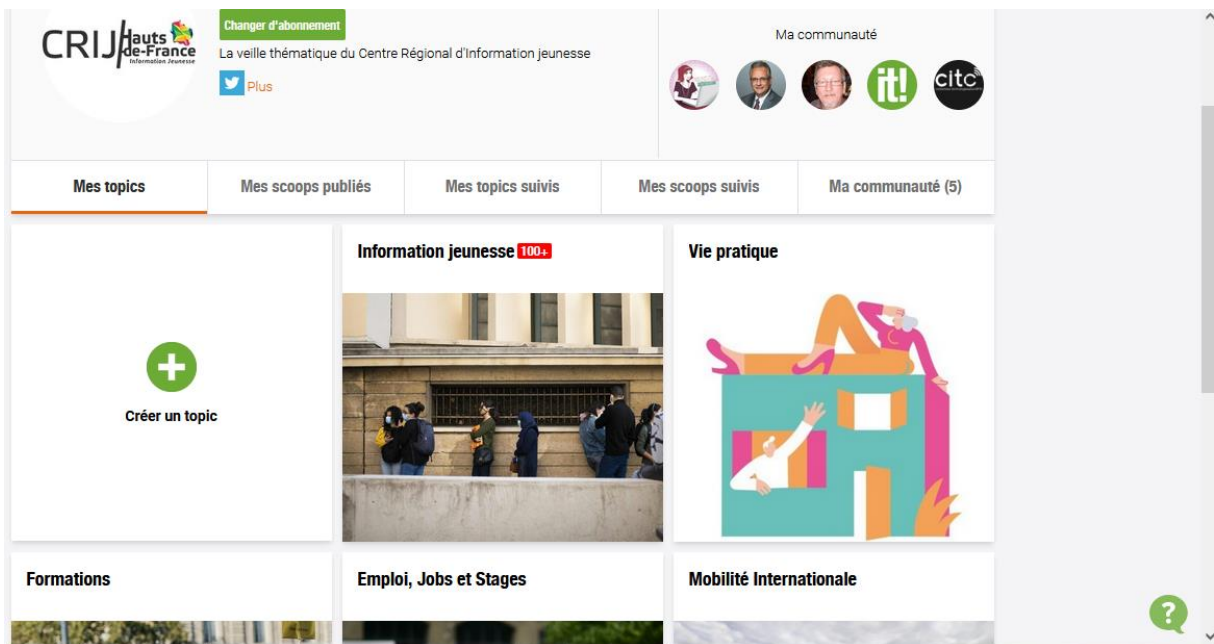 CRIJ Hauts
de-France
Information Jeunesse
Changer d'abonnement
La veille thématique du Centre Régional d'Information jeunesse
Plus
Ma communauté
it!
citc
Mes topics
Mes scoops publiés
Mes topics suivis
Mes scoops suivis
Ma communauté (5)
Créer un topic
Information jeunesse 100+
Vie pratique
Formations
Emploi, Jobs et Stages
Mobilité Internationale
?